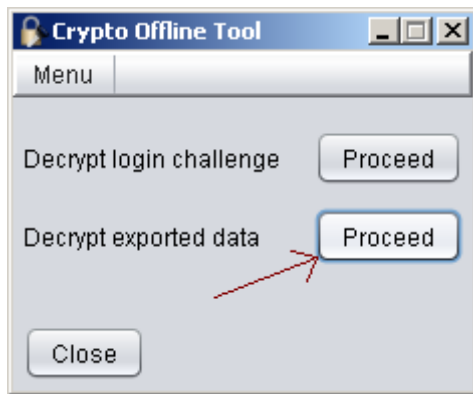 Crypto Offline Tool
Menu
Decrypt login challenge Proceed
Decrypt exported data Proceed
Close